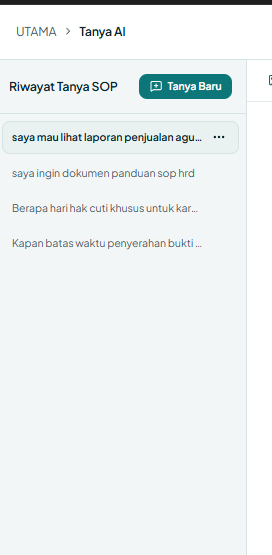 UTAMA > Tanya AI
Riwayat Tanya SOP
Tanya Baru
saya mau lihat laporan penjualan agu...
saya ingin dokumen panduan sop hrd
Berapa hari hak cuti khusus untuk kar...
Kapan batas waktu penyerahan bukti ...